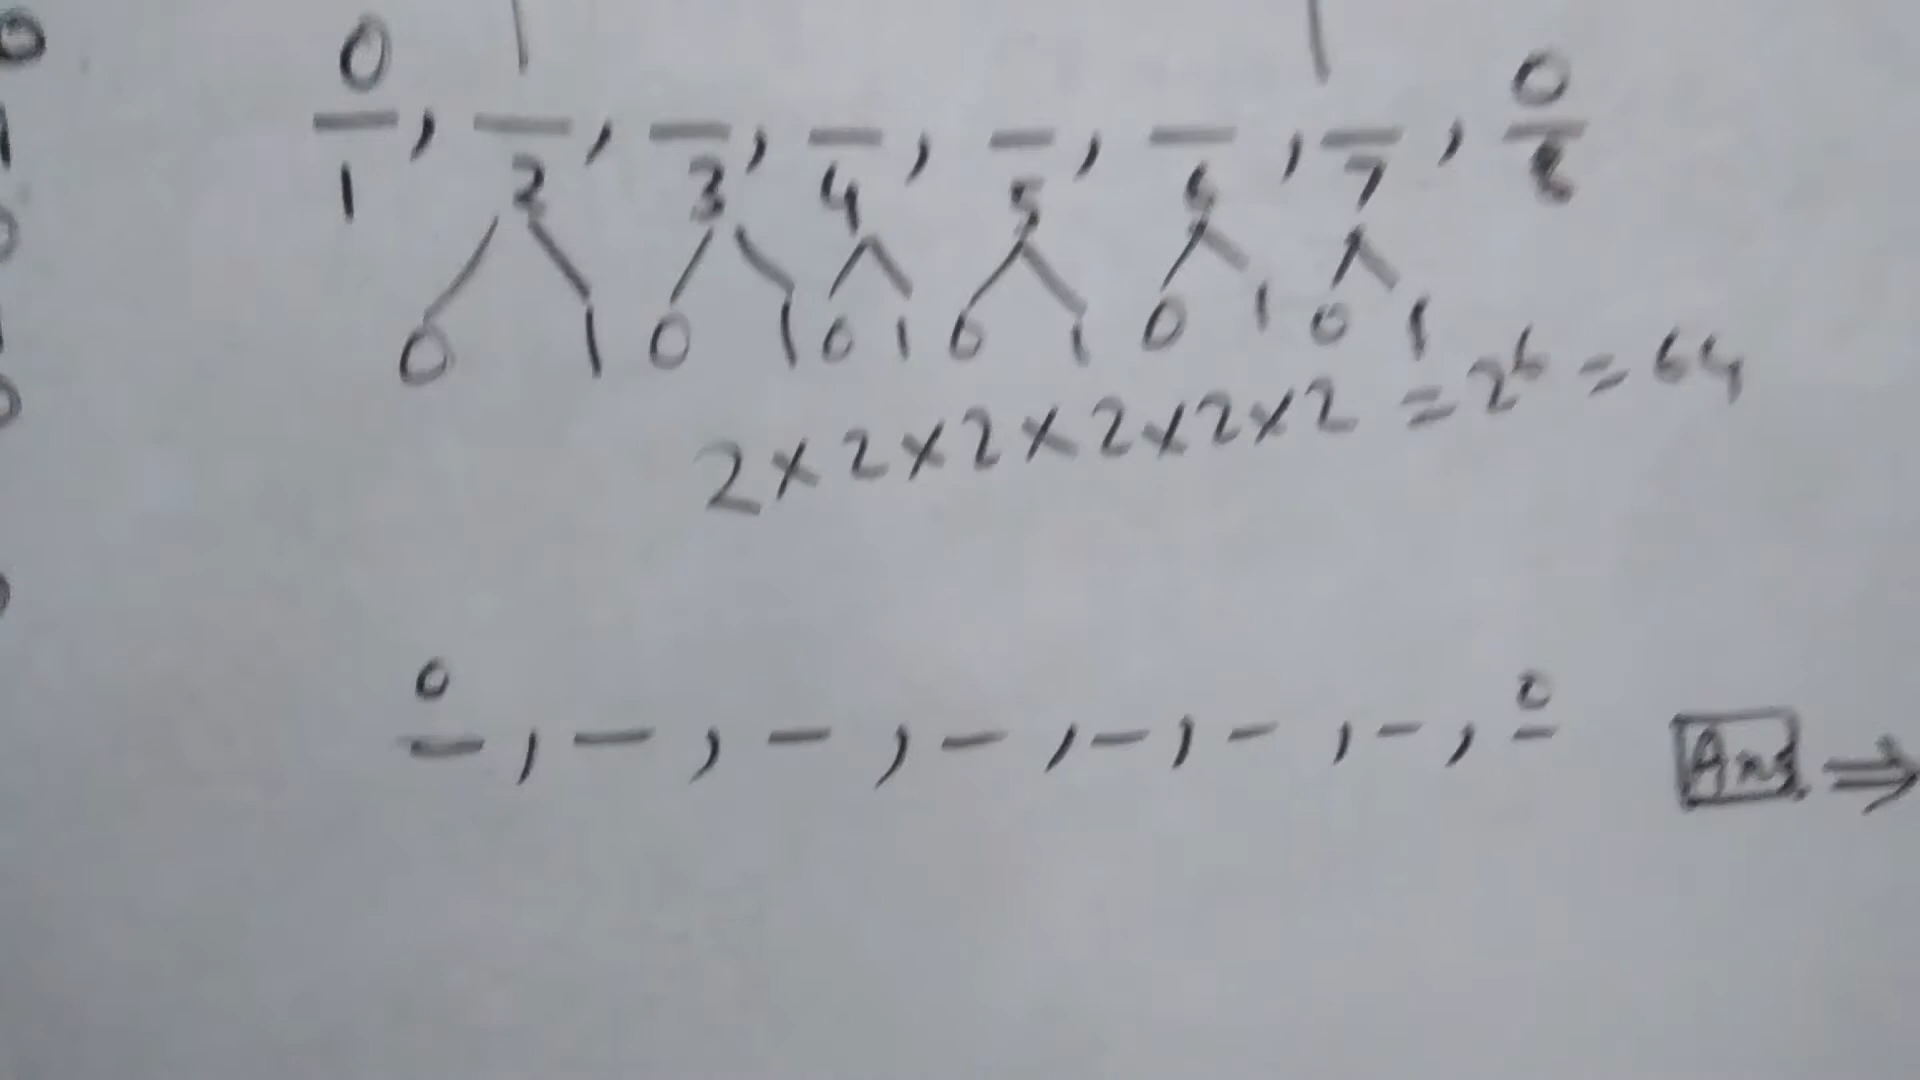 0 0
_, _, _, _, _, _, _, _
1 2 3 4 5 6 7 8
0 1 0 1 0 1 0 1 0 1 0 1
2×2×2×2×2×2 = 2⁶ = 64
0 0
_, _, _, _, _, _, _, _
Ans ⇒